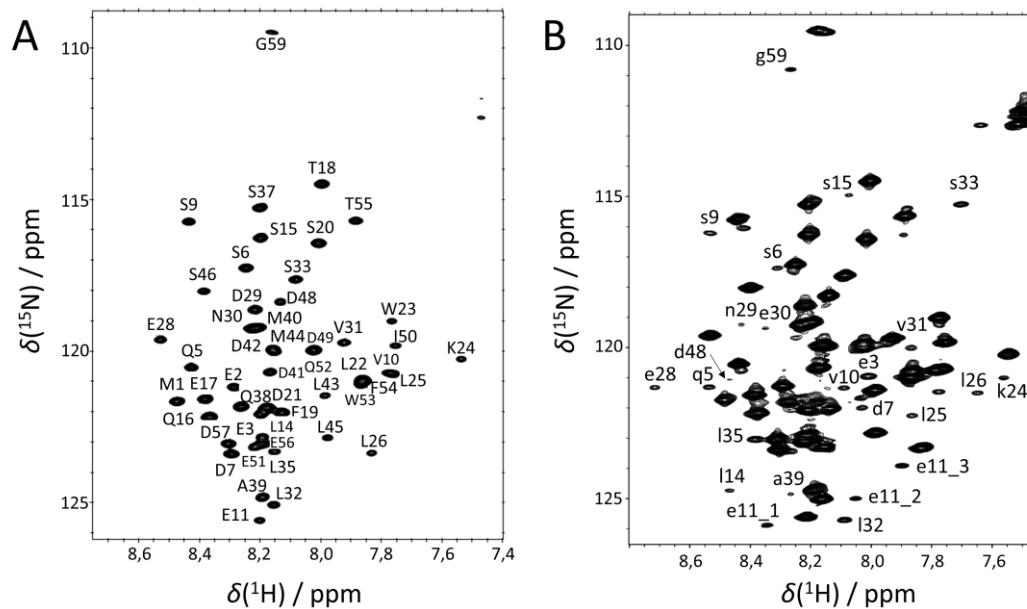 A
B
110
115
120
125
δ(¹⁵N) / ppm
G59
T18
S37
T55
S9
S15
S20
S6
S33
S46
D29
D48
W23
N30
M40
V31
I50
E28
M44
D49
K24
D42
Q5
Q52
L22
V10
M1
E17
E2
D41
L43
F54
L25
Q38
D21
W53
Q16
E3
F19
D57
L14
L45
L26
E56
D7
E51
L35
A39
L32
E11
8,6
8,4
8,2
8,0
7,8
7,6
7,4
δ(¹H) / ppm
110
115
120
125
δ(¹⁵N) / ppm
g59
s15
s33
s9
s6
n29
e30
v31
d48
e3
e28
q5
v10
l26
k24
d7
l25
l35
e11_3
l14
a39
e11_2
e11_1
l32
8,6
8,4
8,2
8,0
7,8
7,6
δ(¹H) / ppm